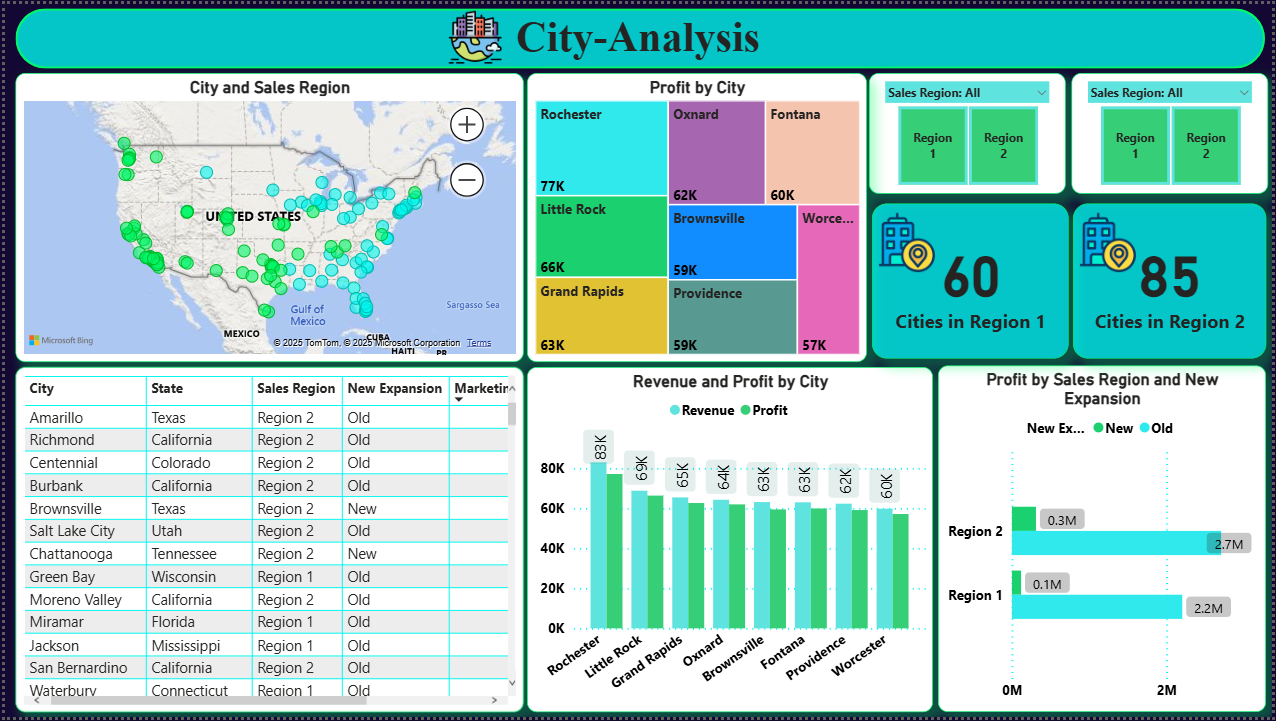 City-Analysis
City and Sales Region
UNITED STATES
Gulf of
Mexico
Sargasso Sea
MEXICO
CUBA
HAITI
PR
Microsoft Bing
© 2025 TomTom, © 2025 Microsoft Corporation Terms
Profit by City
Rochester
77K
Little Rock
66K
Grand Rapids
63K
Oxnard
62K
Fontana
60K
Brownsville
59K
Providence
59K
Worce...
57K
Sales Region: All
Region
1
Region
2
Sales Region: All
Region
1
Region
2
60
Cities in Region 1
85
Cities in Region 2
City State Sales Region New Expansion Marketin
Amarillo Texas Region 2 Old
Richmond California Region 2 Old
Centennial Colorado Region 2 Old
Burbank California Region 2 Old
Brownsville Texas Region 2 New
Salt Lake City Utah Region 2 Old
Chattanooga Tennessee Region 2 New
Green Bay Wisconsin Region 1 Old
Moreno Valley California Region 2 Old
Miramar Florida Region 1 Old
Jackson Mississippi Region 1 Old
San Bernardino California Region 2 Old
Waterbury Connecticut Region 1 Old
Revenue and Profit by City
Revenue Profit
83K 69K 65K 64K 63K 63K 62K 60K
80K
60K
40K
20K
0K
Rochester Little Rock Grand Rapids Oxnard Brownsville Fontana Providence Worcester
Profit by Sales Region and New
Expansion
New Ex... New Old
Region 2
0.3M
2.7M
Region 1
0.1M
2.2M
0M 2M